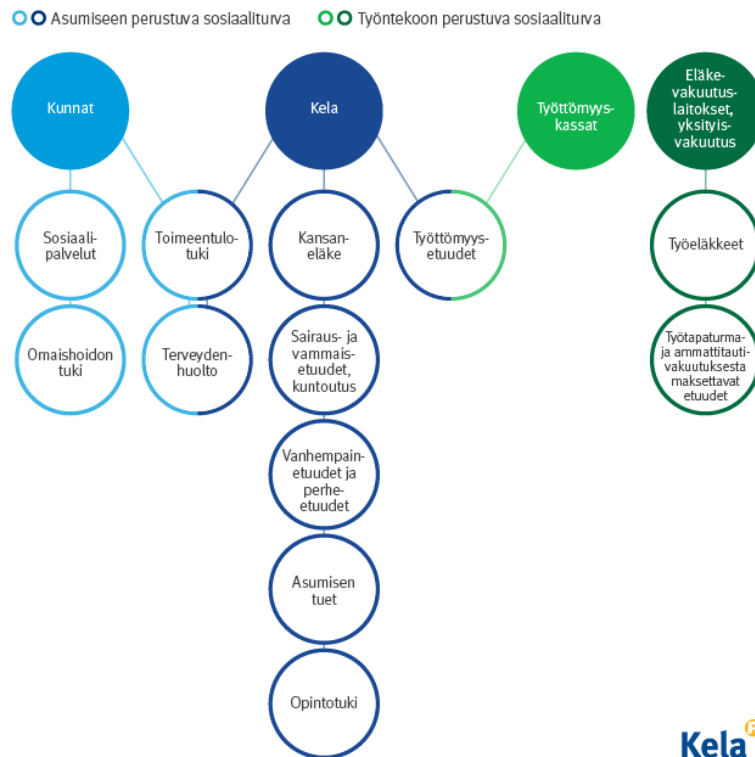 Asumiseen perustuva sosiaaliturva
Työntekoon perustuva sosiaaliturva
Kunnat
Kela
Työttömyys-
kassat
Eläke-
vakuutus-
laitokset,
yksityis-
vakuutus
Sosiaali-
palvelut
Toimeentulo-
tuki
Kansan-
eläke
Työttömyys-
etuudet
Työeläkkeet
Omaishoidon
tuki
Terveyden-
huolto
Sairaus- ja
vammais-
etuudet,
kuntoutus
Työtapaturma-
ja ammattitauti-
vakuutuksesta
maksettavat
etuudet
Vanhempain-
etuudet ja
perhe-
etuudet
Asumisen
tuet
Opintotuki
Kela